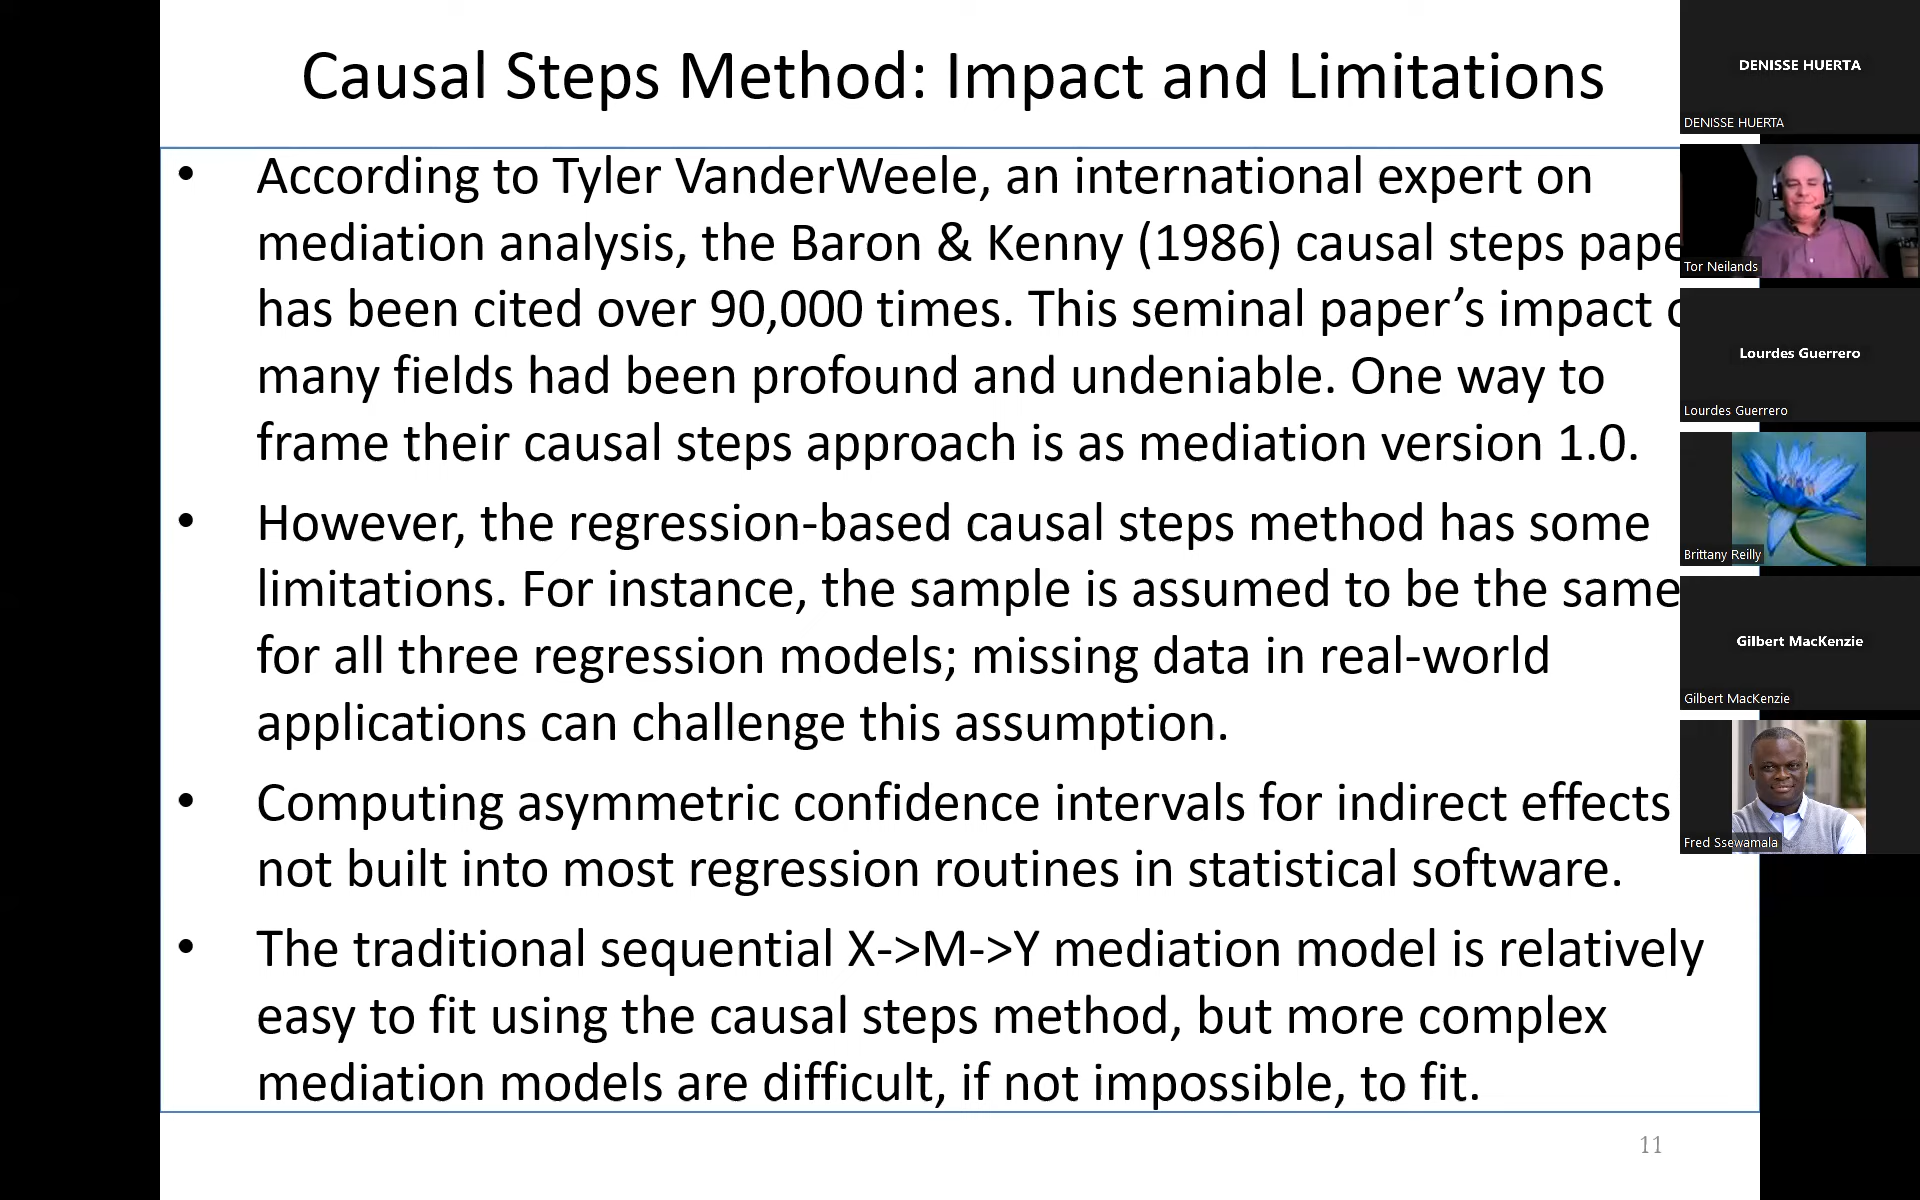 Causal Steps Method: Impact and Limitations
• According to Tyler VanderWeele, an international expert on
mediation analysis, the Baron & Kenny (1986) causal steps pape
has been cited over 90,000 times. This seminal paper’s impact
many fields had been profound and undeniable. One way to
frame their causal steps approach is as mediation version 1.0.
• However, the regression-based causal steps method has some
limitations. For instance, the sample is assumed to be the same
for all three regression models; missing data in real-world
applications can challenge this assumption.
• Computing asymmetric confidence intervals for indirect effects
not built into most regression routines in statistical software.
• The traditional sequential X->M->Y mediation model is relatively
easy to fit using the causal steps method, but more complex
mediation models are difficult, if not impossible, to fit.
11
DENISSE HUERTA
DENISSE HUERTA
Tor Neilands
Lourdes Guerrero
Lourdes Guerrero
Brittany Reilly
Gilbert MacKenzie
Gilbert MacKenzie
Fred Ssewamala